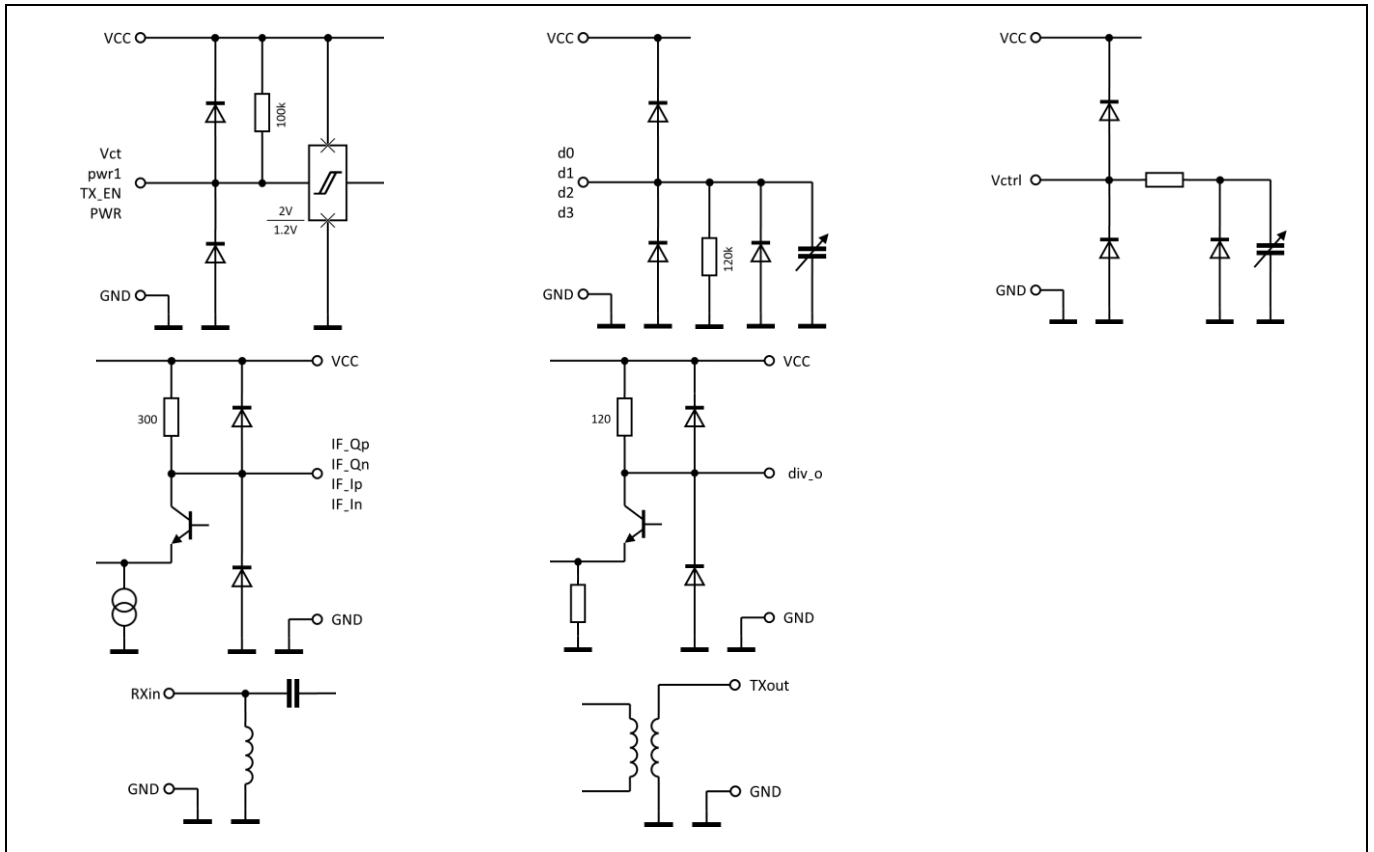 VCC
100k
Vct
pwr1
TX_EN
PWR
2V
1.2V
GND
VCC
d0
d1
d2
d3
120k
GND
VCC
Vctrl
GND
VCC
300
IF_Qp
IF_Qn
IF_Ip
IF_In
GND
VCC
120
div_o
GND
RXin
GND
TXout
GND